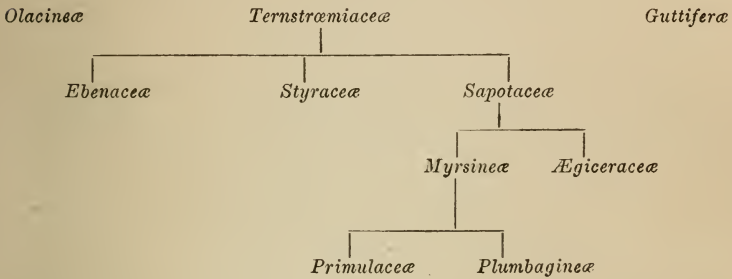 Olacineæ Ternstrœmiaceæ Guttiferæ
Ebenaceæ Styraceæ Sapotaceæ
Myrsineæ Ægiceraceæ
Primulaceæ Plumbagineæ